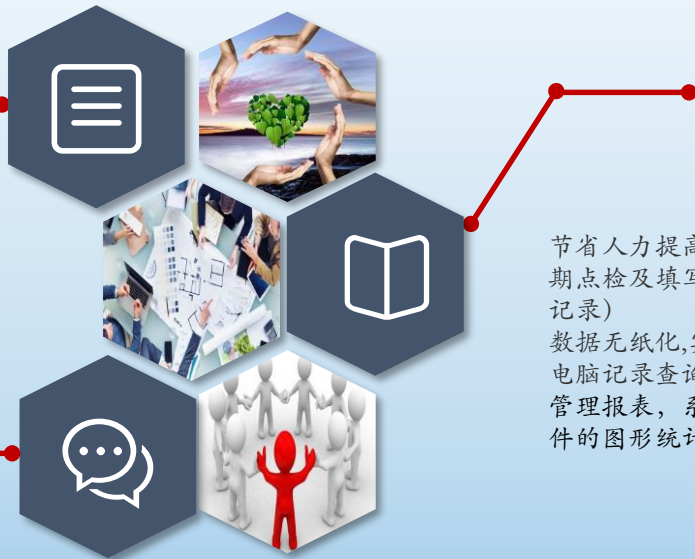 节省人力提高
期点检及填写
记录)
数据无纸化,实
电脑记录查询
管理报表，系
件的图形统计